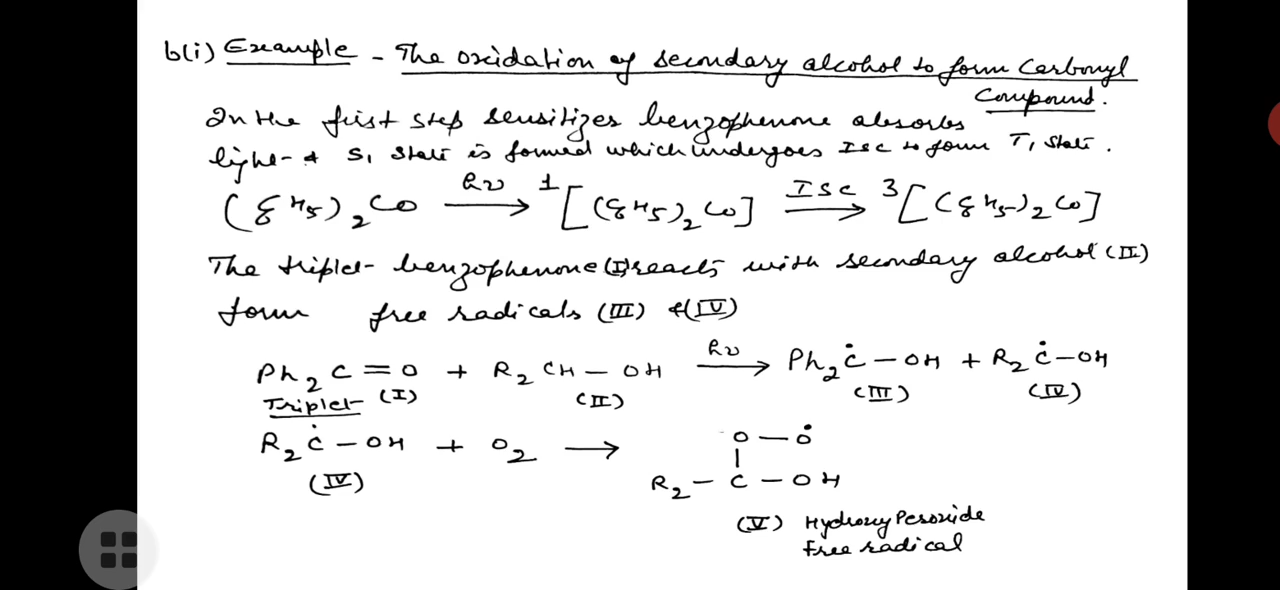 b(i) Example - The oxidation of secondary alcohol to form Carbonyl
Compound.
In the first step sensitizes benzophenone absorbs
light & S₁ state is formed which undergoes ISC to form T₁ state.
(C₆H₅)₂CO —hν→ ¹[(C₆H₅)₂CO] —ISC→ ³[(C₆H₅)₂CO]
The triplet benzophenone (I) reacts with secondary alcohol (II)
form free radicals (III) & (IV)
Ph₂C=O + R₂CH-OH —hν→ Ph₂Ċ-OH + R₂Ċ-OH
Triplet (I) (II) (III) (IV)
O-Ȯ
|
R₂Ċ-OH + O₂ → R₂-C-OH
(IV)
(V) Hydroxy Peroxide
free radical